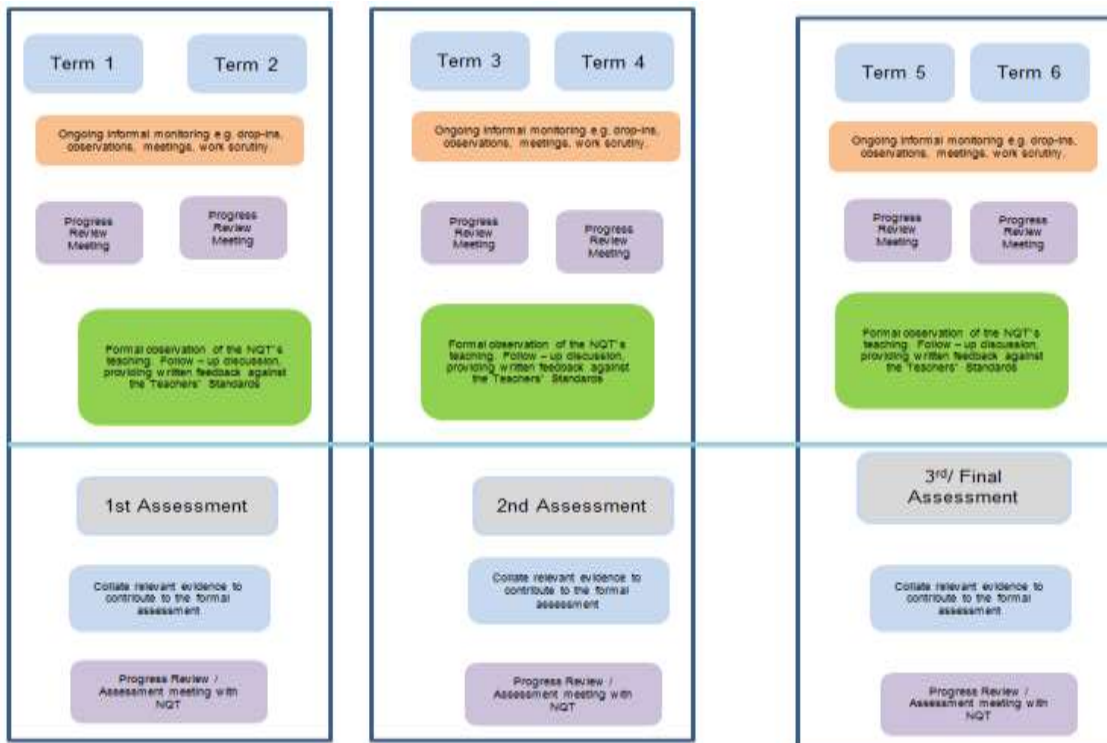 Term 1
Term 2
Ongoing informal monitoring e.g. drop-ins,
observations, meetings, work scrutiny.
Progress
Review
Meeting
Progress
Review
Meeting
Formal observation of the NQT's
teaching. Follow – up discussion,
providing written feedback against
the Teachers' Standards
1st Assessment
Collate relevant evidence to
contribute to the formal
assessment
Progress Review /
Assessment meeting with
NQT
Term 3
Term 4
Ongoing informal monitoring e.g. drop-ins,
observations, meetings, work scrutiny.
Progress
Review
Meeting
Progress
Review
Meeting
Formal observation of the NQT's
teaching. Follow – up discussion,
providing written feedback against
the Teachers' Standards
2nd Assessment
Collate relevant evidence to
contribute to the formal
assessment
Progress Review /
Assessment meeting with
NQT
Term 5
Term 6
Ongoing informal monitoring e.g. drop-ins,
observations, meetings, work scrutiny.
Progress
Review
Meeting
Progress
Review
Meeting
Formal observation of the NQT's
teaching. Follow – up discussion,
providing written feedback against
the Teachers' Standards
3rd/ Final
Assessment
Collate relevant evidence to
contribute to the formal
assessment
Progress Review /
Assessment meeting with
NQT